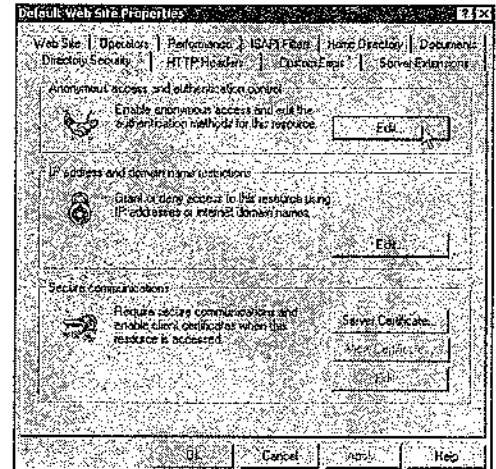 Default Web Site Properties
Web Site Operators Performance ISAPI Filters Home Directory Documents
Directory Security HTTP Headers Custom Errors Server Extensions
Anonymous access and authentication control
Enable anonymous access and edit the
authentication methods for this resource.
Edit...
IP address and domain name restrictions
Grant or deny access to this resource using
IP addresses or internet domain names.
Edit...
Secure communications
Require secure communications and
enable client certificates when this
resource is accessed.
Server Certificate...
View Certificate...
Edit...
OK Cancel Apply Help